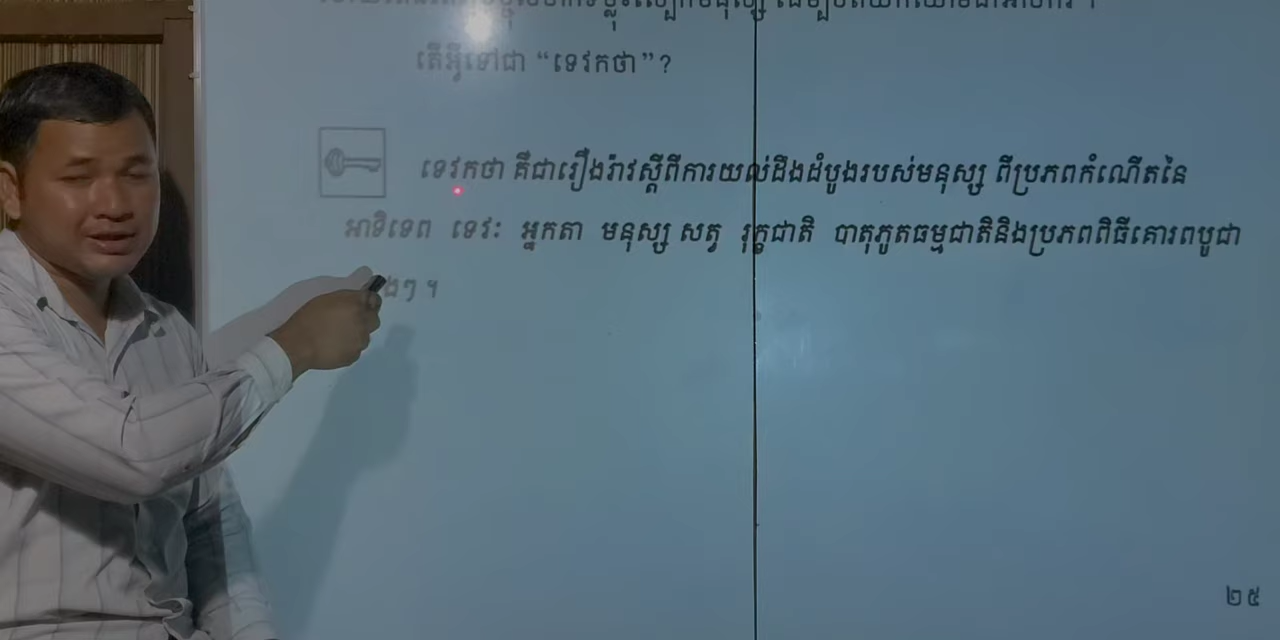 តើអ្វីទៅជា “ទេវកថា”?
ទេវកថា គឺជារឿងរ៉ាវស្តីពីការយល់ដឹងដំបូងរបស់មនុស្ស ពីប្រភពកំណើតនៃ
អាទិទេព ទេវៈ អ្នកតា មនុស្ស សត្វ រុក្ខជាតិ បាតុភូតធម្មជាតិនិងប្រភពពិធីគោរពបូជា
២៥